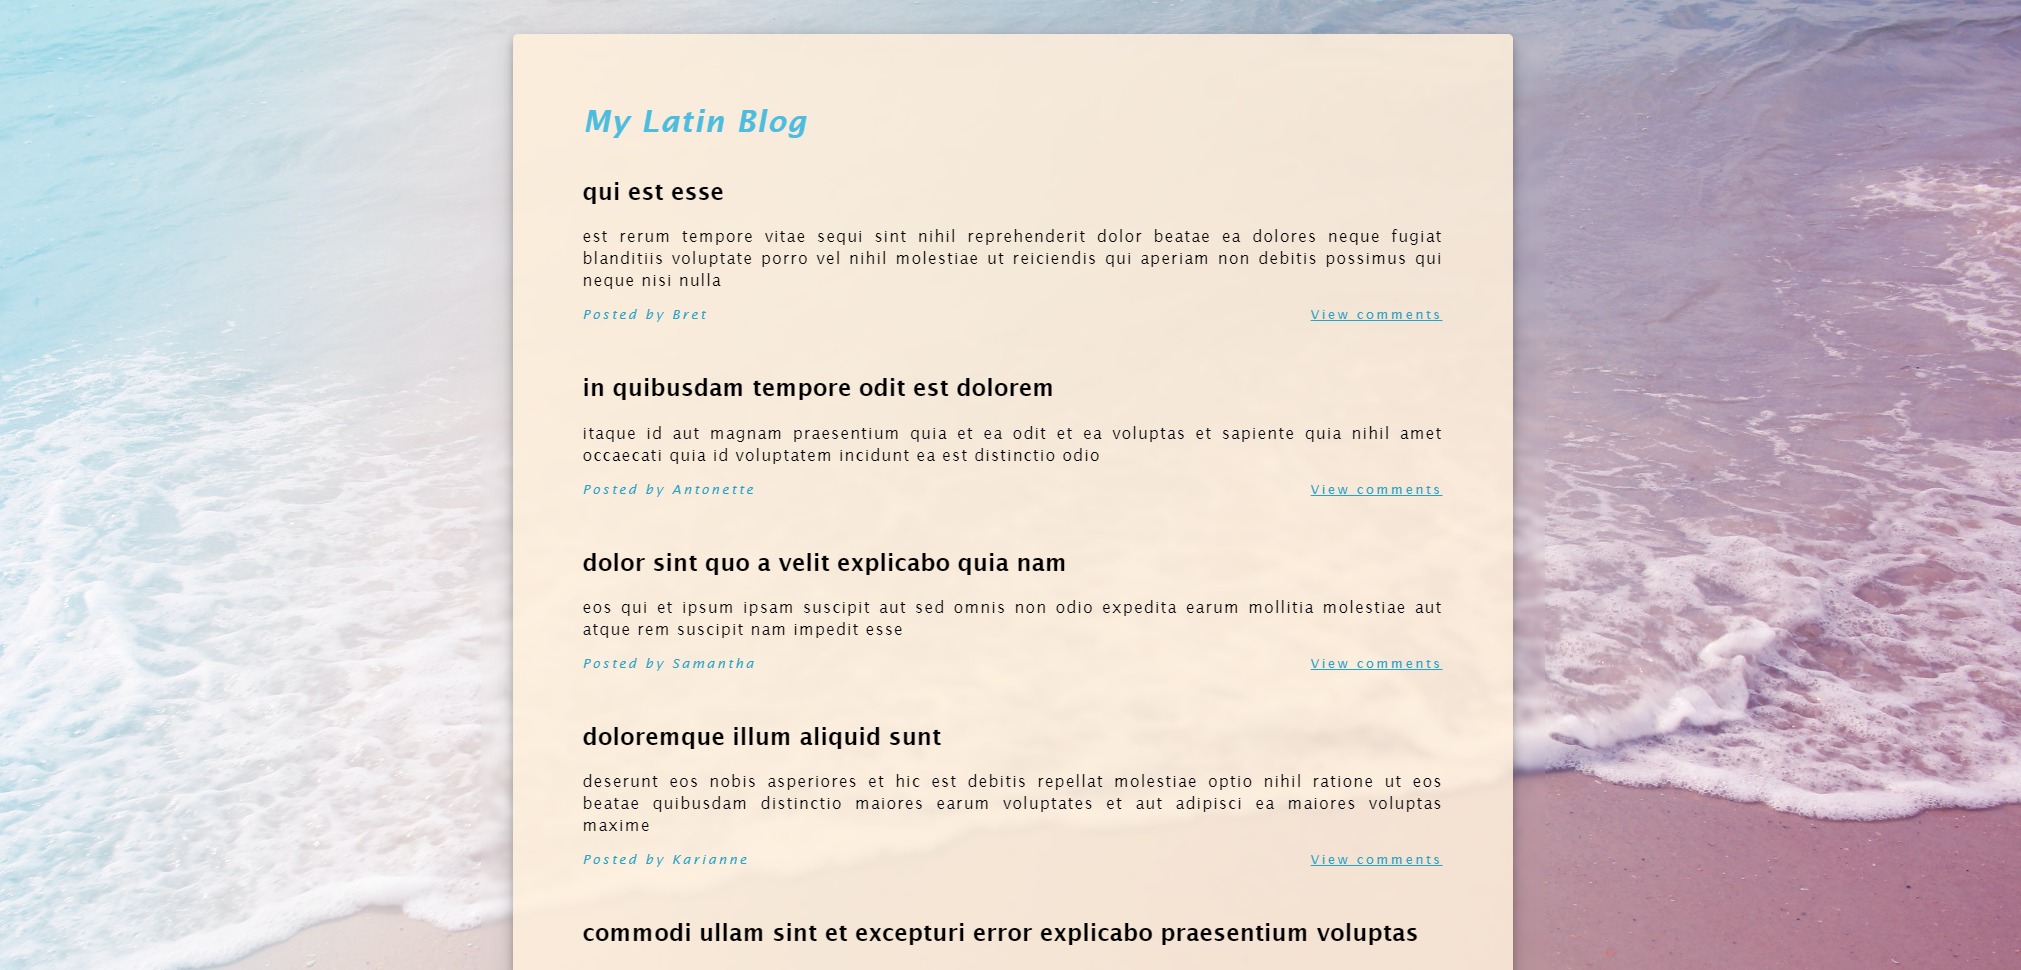 My Latin Blog
qui est esse
est rerum tempore vitae sequi sint nihil reprehenderit dolor beatae ea dolores neque fugiat
blanditiis voluptate porro vel nihil molestiae ut reiciendis qui aperiam non debitis possimus qui
neque nisi nulla
Posted by Bret View comments
in quibusdam tempore odit est dolorem
itaque id aut magnam praesentium quia et ea odit et ea voluptas et sapiente quia nihil amet
occaecati quia id voluptatem incidunt ea est distinctio odio
Posted by Antonette View comments
dolor sint quo a velit explicabo quia nam
eos qui et ipsum ipsam suscipit aut sed omnis non odio expedita earum mollitia molestiae aut
atque rem suscipit nam impedit esse
Posted by Samantha View comments
doloremque illum aliquid sunt
deserunt eos nobis asperiores et hic est debitis repellat molestiae optio nihil ratione ut eos
beatae quibusdam distinctio maiores earum voluptates et aut adipisci ea maiores voluptas
maxime
Posted by Karianne View comments
commodi ullam sint et excepturi error explicabo praesentium voluptas